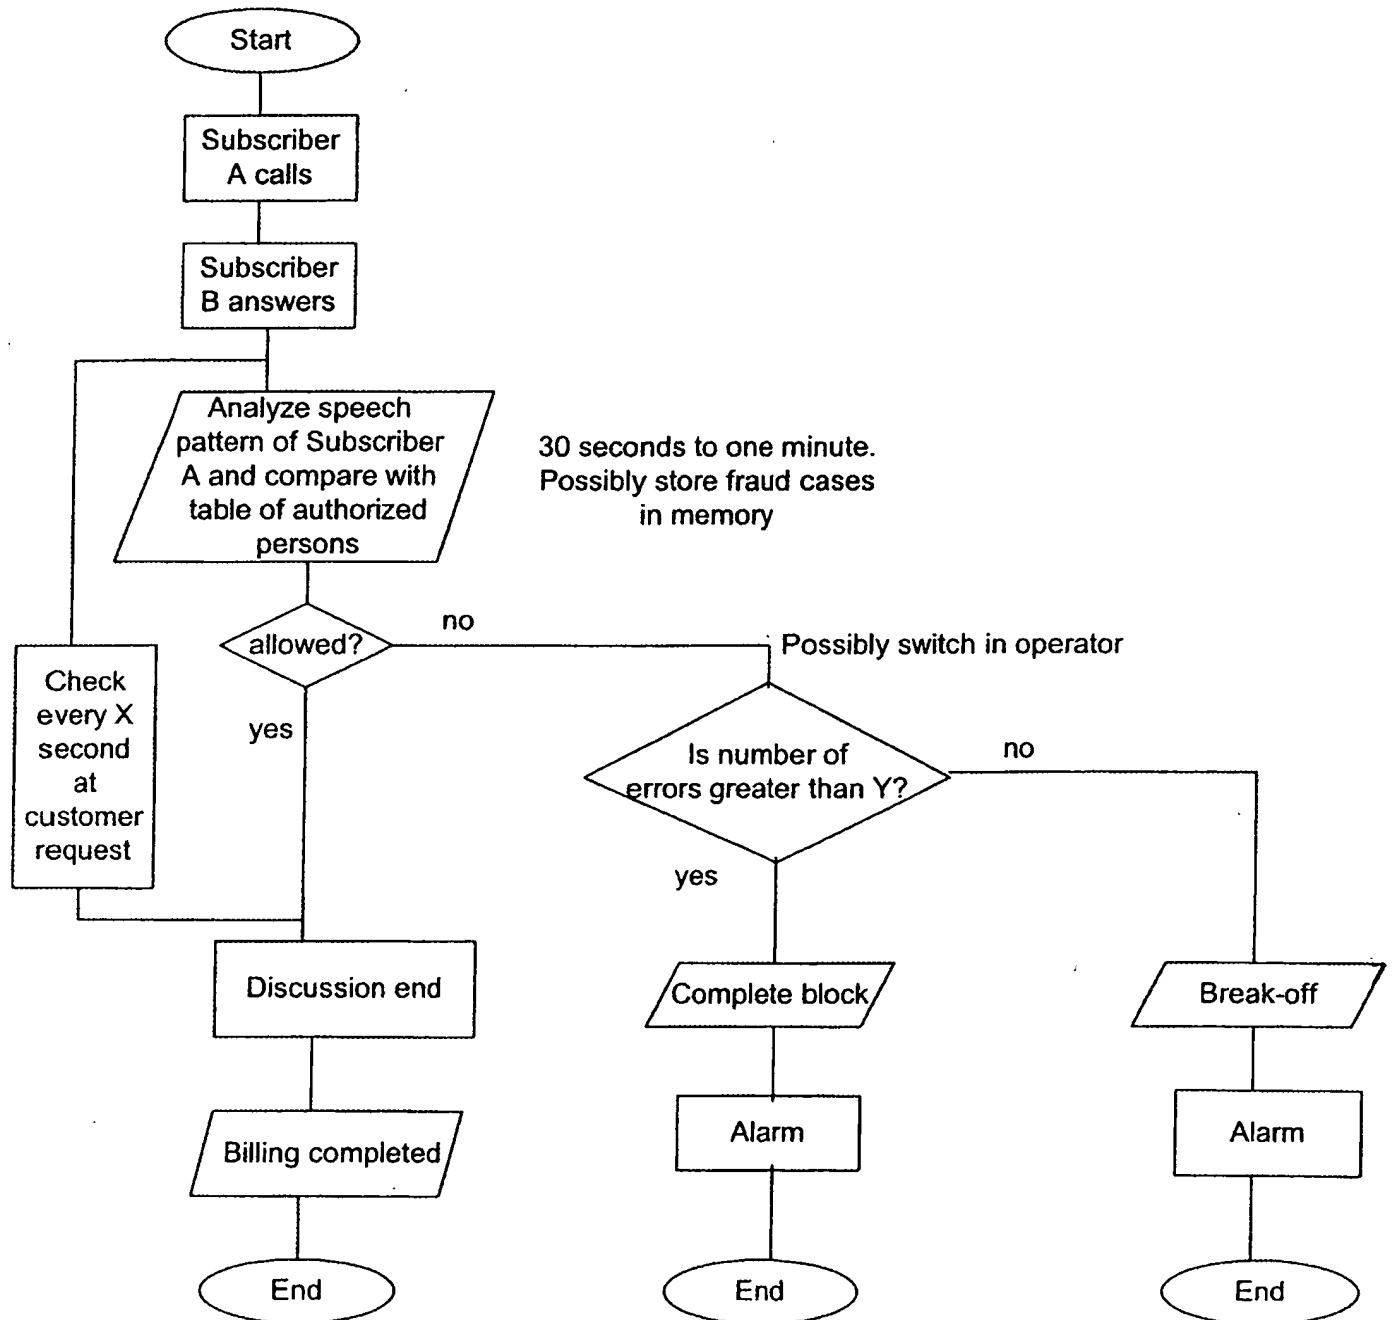 Start
Subscriber
A calls
Subscriber
B answers
Analyze speech
pattern of Subscriber
A and compare with
table of authorized
persons
30 seconds to one minute.
Possibly store fraud cases
in memory
allowed?
no
Possibly switch in operator
yes
Check
every X
second
at
customer
request
Is number of
errors greater than Y?
no
yes
Discussion end
Complete block
Break-off
Billing completed
Alarm
Alarm
End
End
End